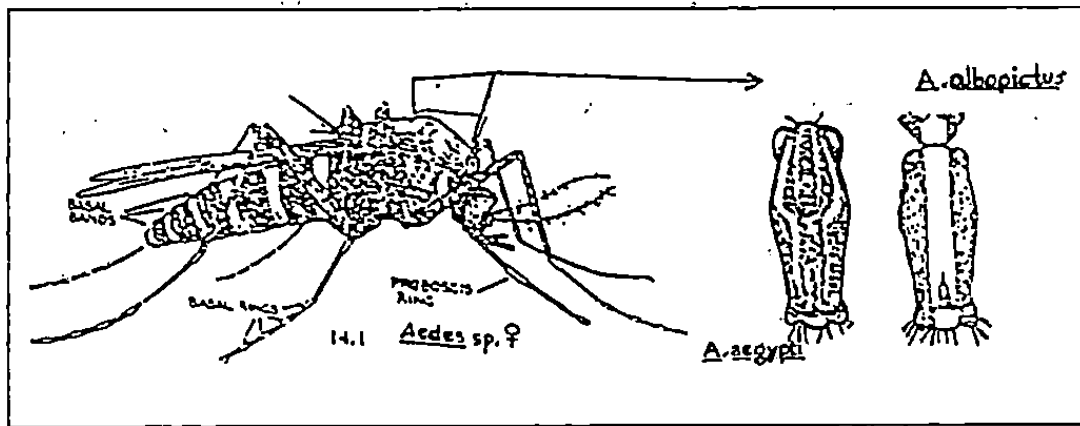 A. albopictus
BASAL
BANDS
BASAL RINGS
PROBOSCIS
RING
14.1 Aedes sp. ♀
A. aegypti